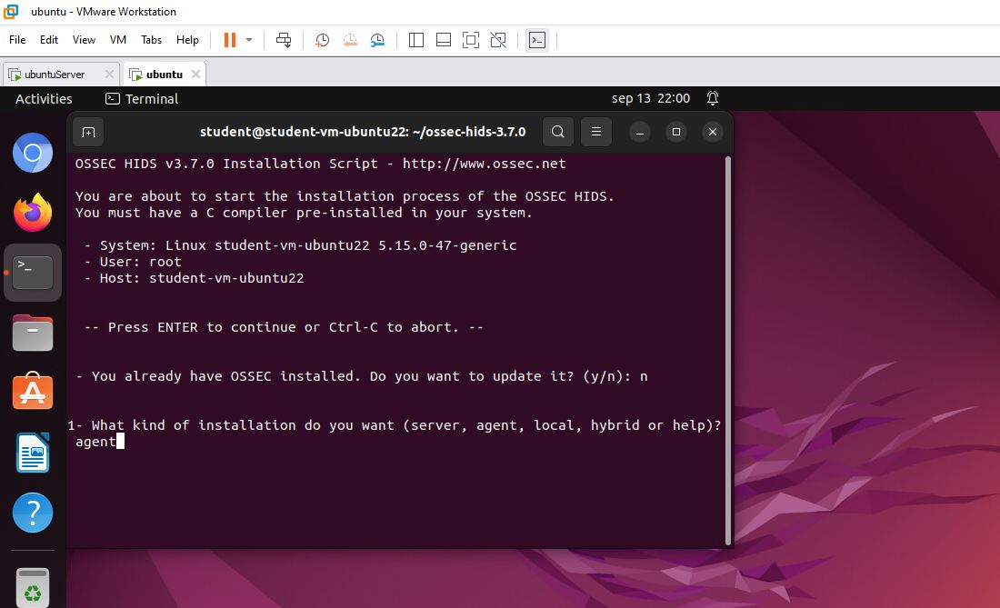 ubuntu - VMware Workstation
File Edit View VM Tabs Help
ubuntuServer ubuntu
Activities Terminal sep 13 22:00
student@student-vm-ubuntu22: ~/ossec-hids-3.7.0
OSSEC HIDS v3.7.0 Installation Script - http://www.ossec.net
You are about to start the installation process of the OSSEC HIDS.
You must have a C compiler pre-installed in your system.
- System: Linux student-vm-ubuntu22 5.15.0-47-generic
- User: root
- Host: student-vm-ubuntu22
-- Press ENTER to continue or Ctrl-C to abort. --
- You already have OSSEC installed. Do you want to update it? (y/n): n
1- What kind of installation do you want (server, agent, local, hybrid or help)?
agent